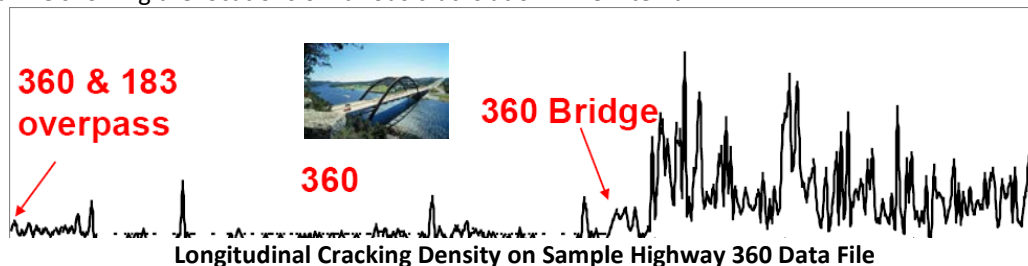 360 & 183
overpass
360 Bridge
360
Longitudinal Cracking Density on Sample Highway 360 Data File